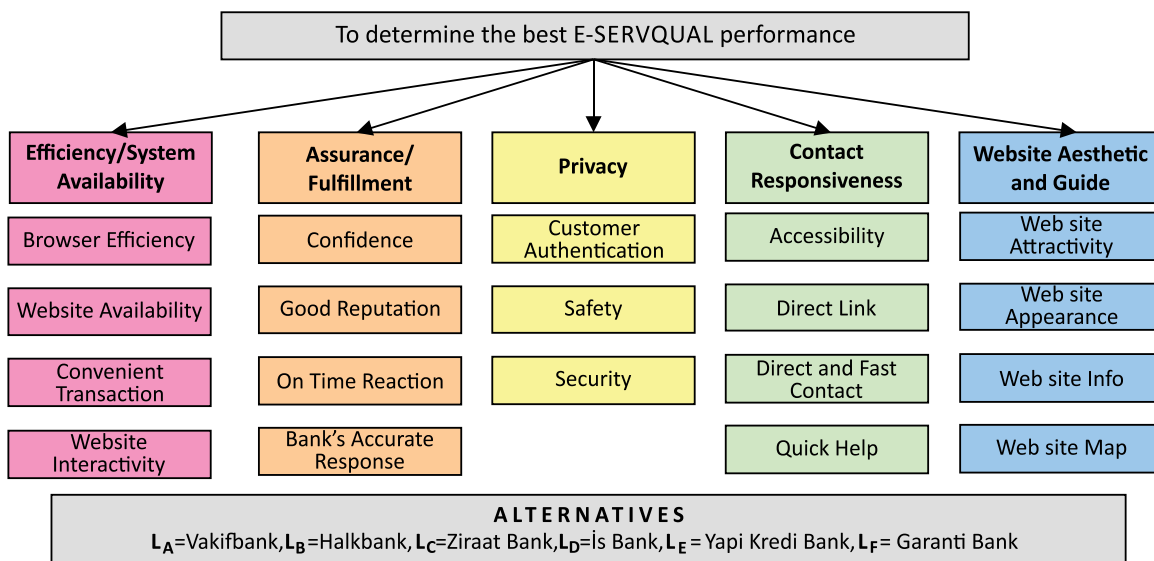 To determine the best E-SERVQUAL performance
Efficiency/System
Availability
Browser Efficiency
Website Availability
Convenient
Transaction
Website
Interactivity
Assurance/
Fulfillment
Confidence
Good Reputation
On Time Reaction
Bank's Accurate
Response
Privacy
Customer
Authentication
Safety
Security
Contact
Responsiveness
Accessibility
Direct Link
Direct and Fast
Contact
Quick Help
Website Aesthetic
and Guide
Web site
Attractivity
Web site
Appearance
Web site Info
Web site Map
ALTERNATIVES
LA=Vakifbank,LB=Halkbank, LC=Ziraat Bank,LD=İs Bank,LE= Yapi Kredi Bank, LF= Garanti Bank